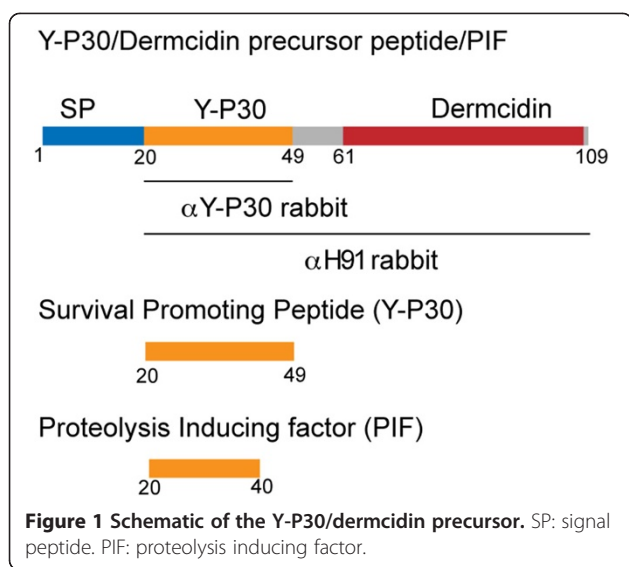 Y-P30/Dermcidin precursor peptide/PIF
SP Y-P30 Dermcidin
1 20 49 61 109
αY-P30 rabbit
αH91 rabbit
Survival Promoting Peptide (Y-P30)
20 49
Proteolysis Inducing factor (PIF)
20 40
Figure 1 Schematic of the Y-P30/dermcidin precursor. SP: signal
peptide. PIF: proteolysis inducing factor.